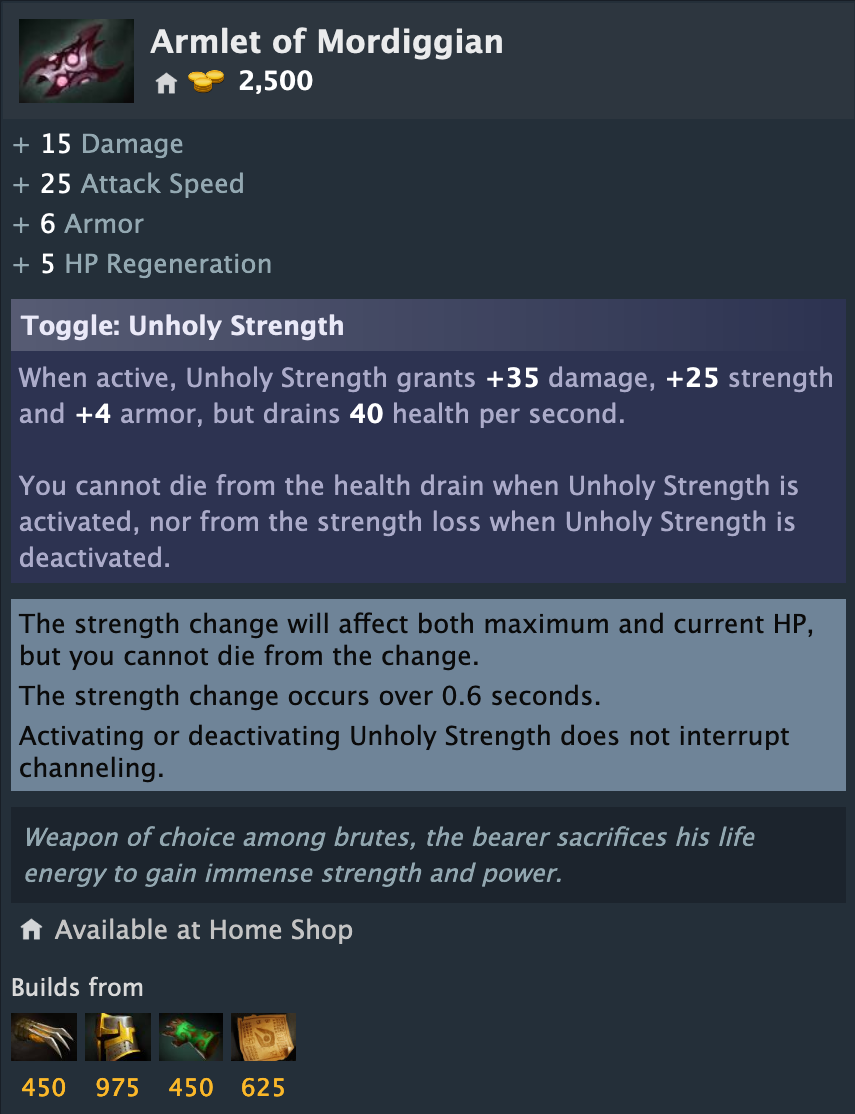 Armlet of Mordiggian
2,500
+ 15 Damage
+ 25 Attack Speed
+ 6 Armor
+ 5 HP Regeneration
Toggle: Unholy Strength
When active, Unholy Strength grants +35 damage, +25 strength
and +4 armor, but drains 40 health per second.
You cannot die from the health drain when Unholy Strength is
activated, nor from the strength loss when Unholy Strength is
deactivated.
The strength change will affect both maximum and current HP,
but you cannot die from the change.
The strength change occurs over 0.6 seconds.
Activating or deactivating Unholy Strength does not interrupt
channeling.
Weapon of choice among brutes, the bearer sacrifices his life
energy to gain immense strength and power.
Available at Home Shop
Builds from
450 975 450 625